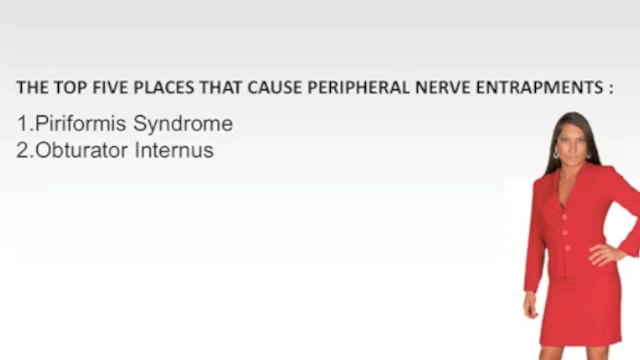 THE TOP FIVE PLACES THAT CAUSE PERIPHERAL NERVE ENTRAPMENTS :
1.Piriformis Syndrome
2.Obturator Internus